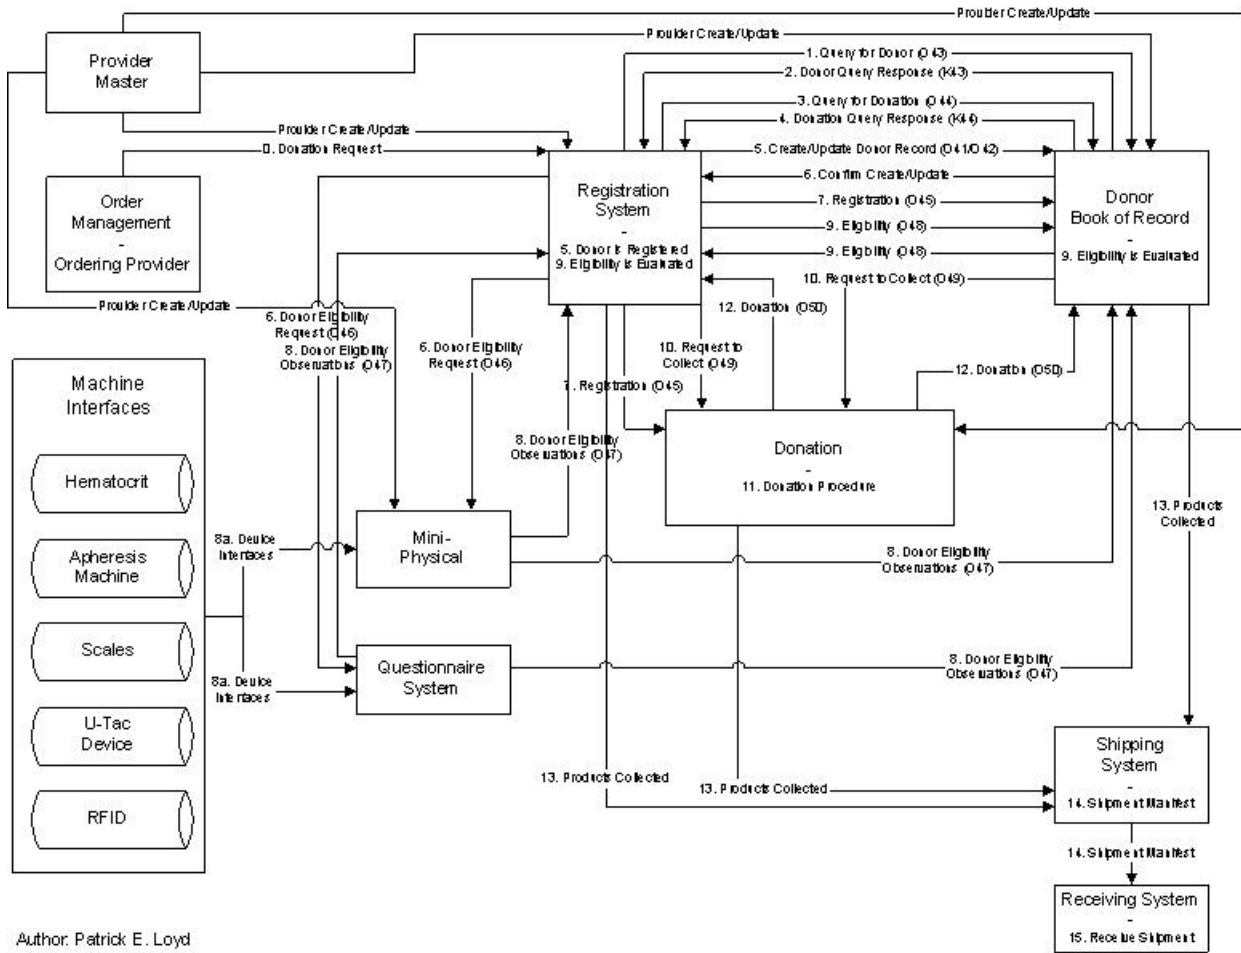 Provider Create/Update
Provider Create/Update
Provider
Master
1. Query for Donor (O43)
2. Donor Query Response (K43)
3. Query for Donation (O44)
4. Donation Query Response (K44)
Provider Create/Update
0. Donation Request
5. Create/Update Donor Record (O41/O42)
6. Confirm Create/Update
7. Registration (O45)
9. Eligibility (O48)
9. Eligibility (O48)
10. Request to Collect (O49)
Order
Management
-
Ordering Provider
Registration
System
-
5. Donor is Registered
9. Eligibility is Evaluated
Donor
Book of Record
-
9. Eligibility is Evaluated
Provider Create/Update
6. Donor Eligibility
Request (O46)
8. Donor Eligibility
Observations (O47)
6. Donor Eligibility
Request (O46)
12. Donation (O50)
10. Request to
Collect (O49)
7. Registration (O45)
12. Donation (O50)
8. Donor Eligibility
Observations (O47)
Machine
Interfaces
Hematocrit
Apheresis
Machine
Scales
U-Tac
Device
RFID
Donation
-
11. Donation Procedure
13. Products
Collected
8a. Device
Interfaces
Mini-
Physical
8. Donor Eligibility
Observations (O47)
8a. Device
Interfaces
Questionnaire
System
8. Donor Eligibility
Observations (O47)
13. Products Collected
13. Products Collected
Shipping
System
-
14. Shipment Manifest
14. Shipment Manifest
Receiving System
-
15. Receive Shipment
Author: Patrick E. Loyd